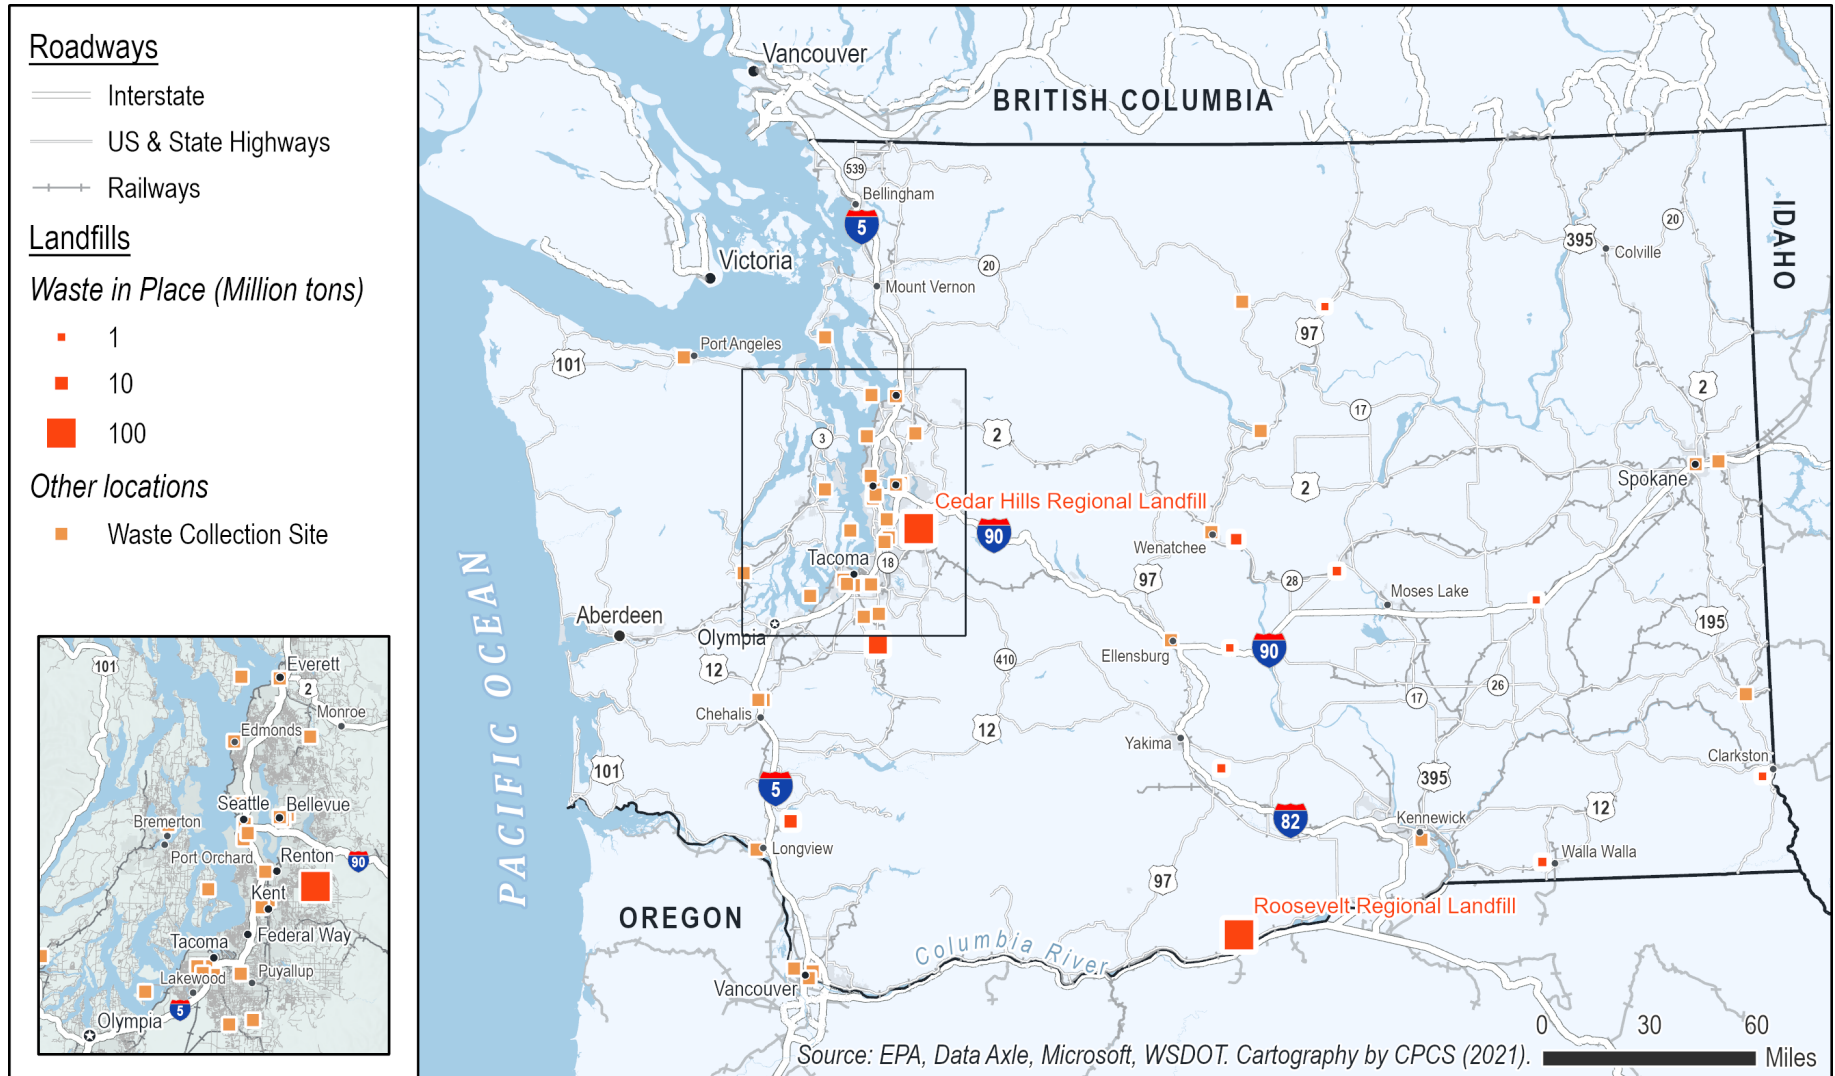 Roadways
Interstate
US & State Highways
Railways
Landfills
Waste in Place (Million tons)
1
10
100
Other locations
Waste Collection Site
101
Everett
2
Monroe
Edmonds
Seattle
Bellevue
Bremerton
Port Orchard
Renton
90
Kent
Federal Way
Tacoma
Lakewood
Puyallup
5
Olympia
Vancouver
BRITISH COLUMBIA
539
Bellingham
5
Victoria
20
Mount Vernon
20
395
Colville
IDAHO
Port Angeles
101
97
2
17
3
2
2
Spokane
Cedar Hills Regional Landfill
90
Wenatchee
Tacoma
18
97
28
Moses Lake
Aberdeen
Olympia
195
PACIFIC OCEAN
12
410
Ellensburg
90
26
17
Chehalis
12
Yakima
Clarkston
101
5
395
12
82
Kennewick
Longview
Walla Walla
97
OREGON
Roosevelt Regional Landfill
Columbia River
Vancouver
0 30 60
Source: EPA, Data Axle, Microsoft, WSDOT. Cartography by CPCS (2021).
Miles